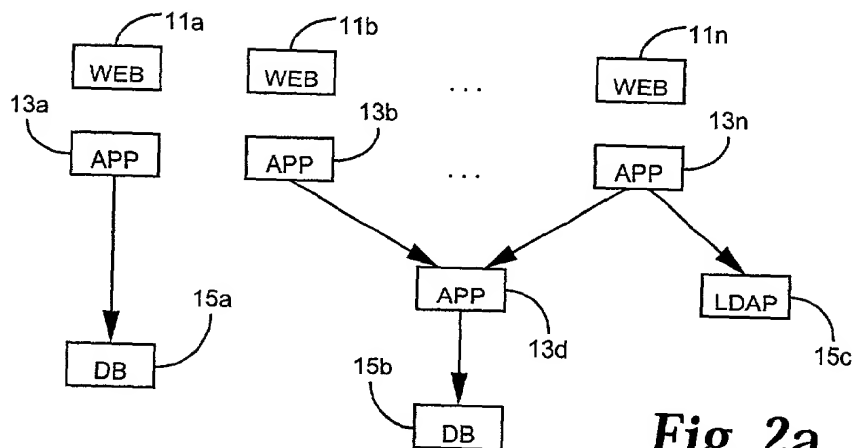 11a 11b 11n
WEB WEB ... WEB
13a 13b 13n
APP APP ... APP
APP LDAP
15a 13d 15c
DB 15b
DB
Fig. 2a